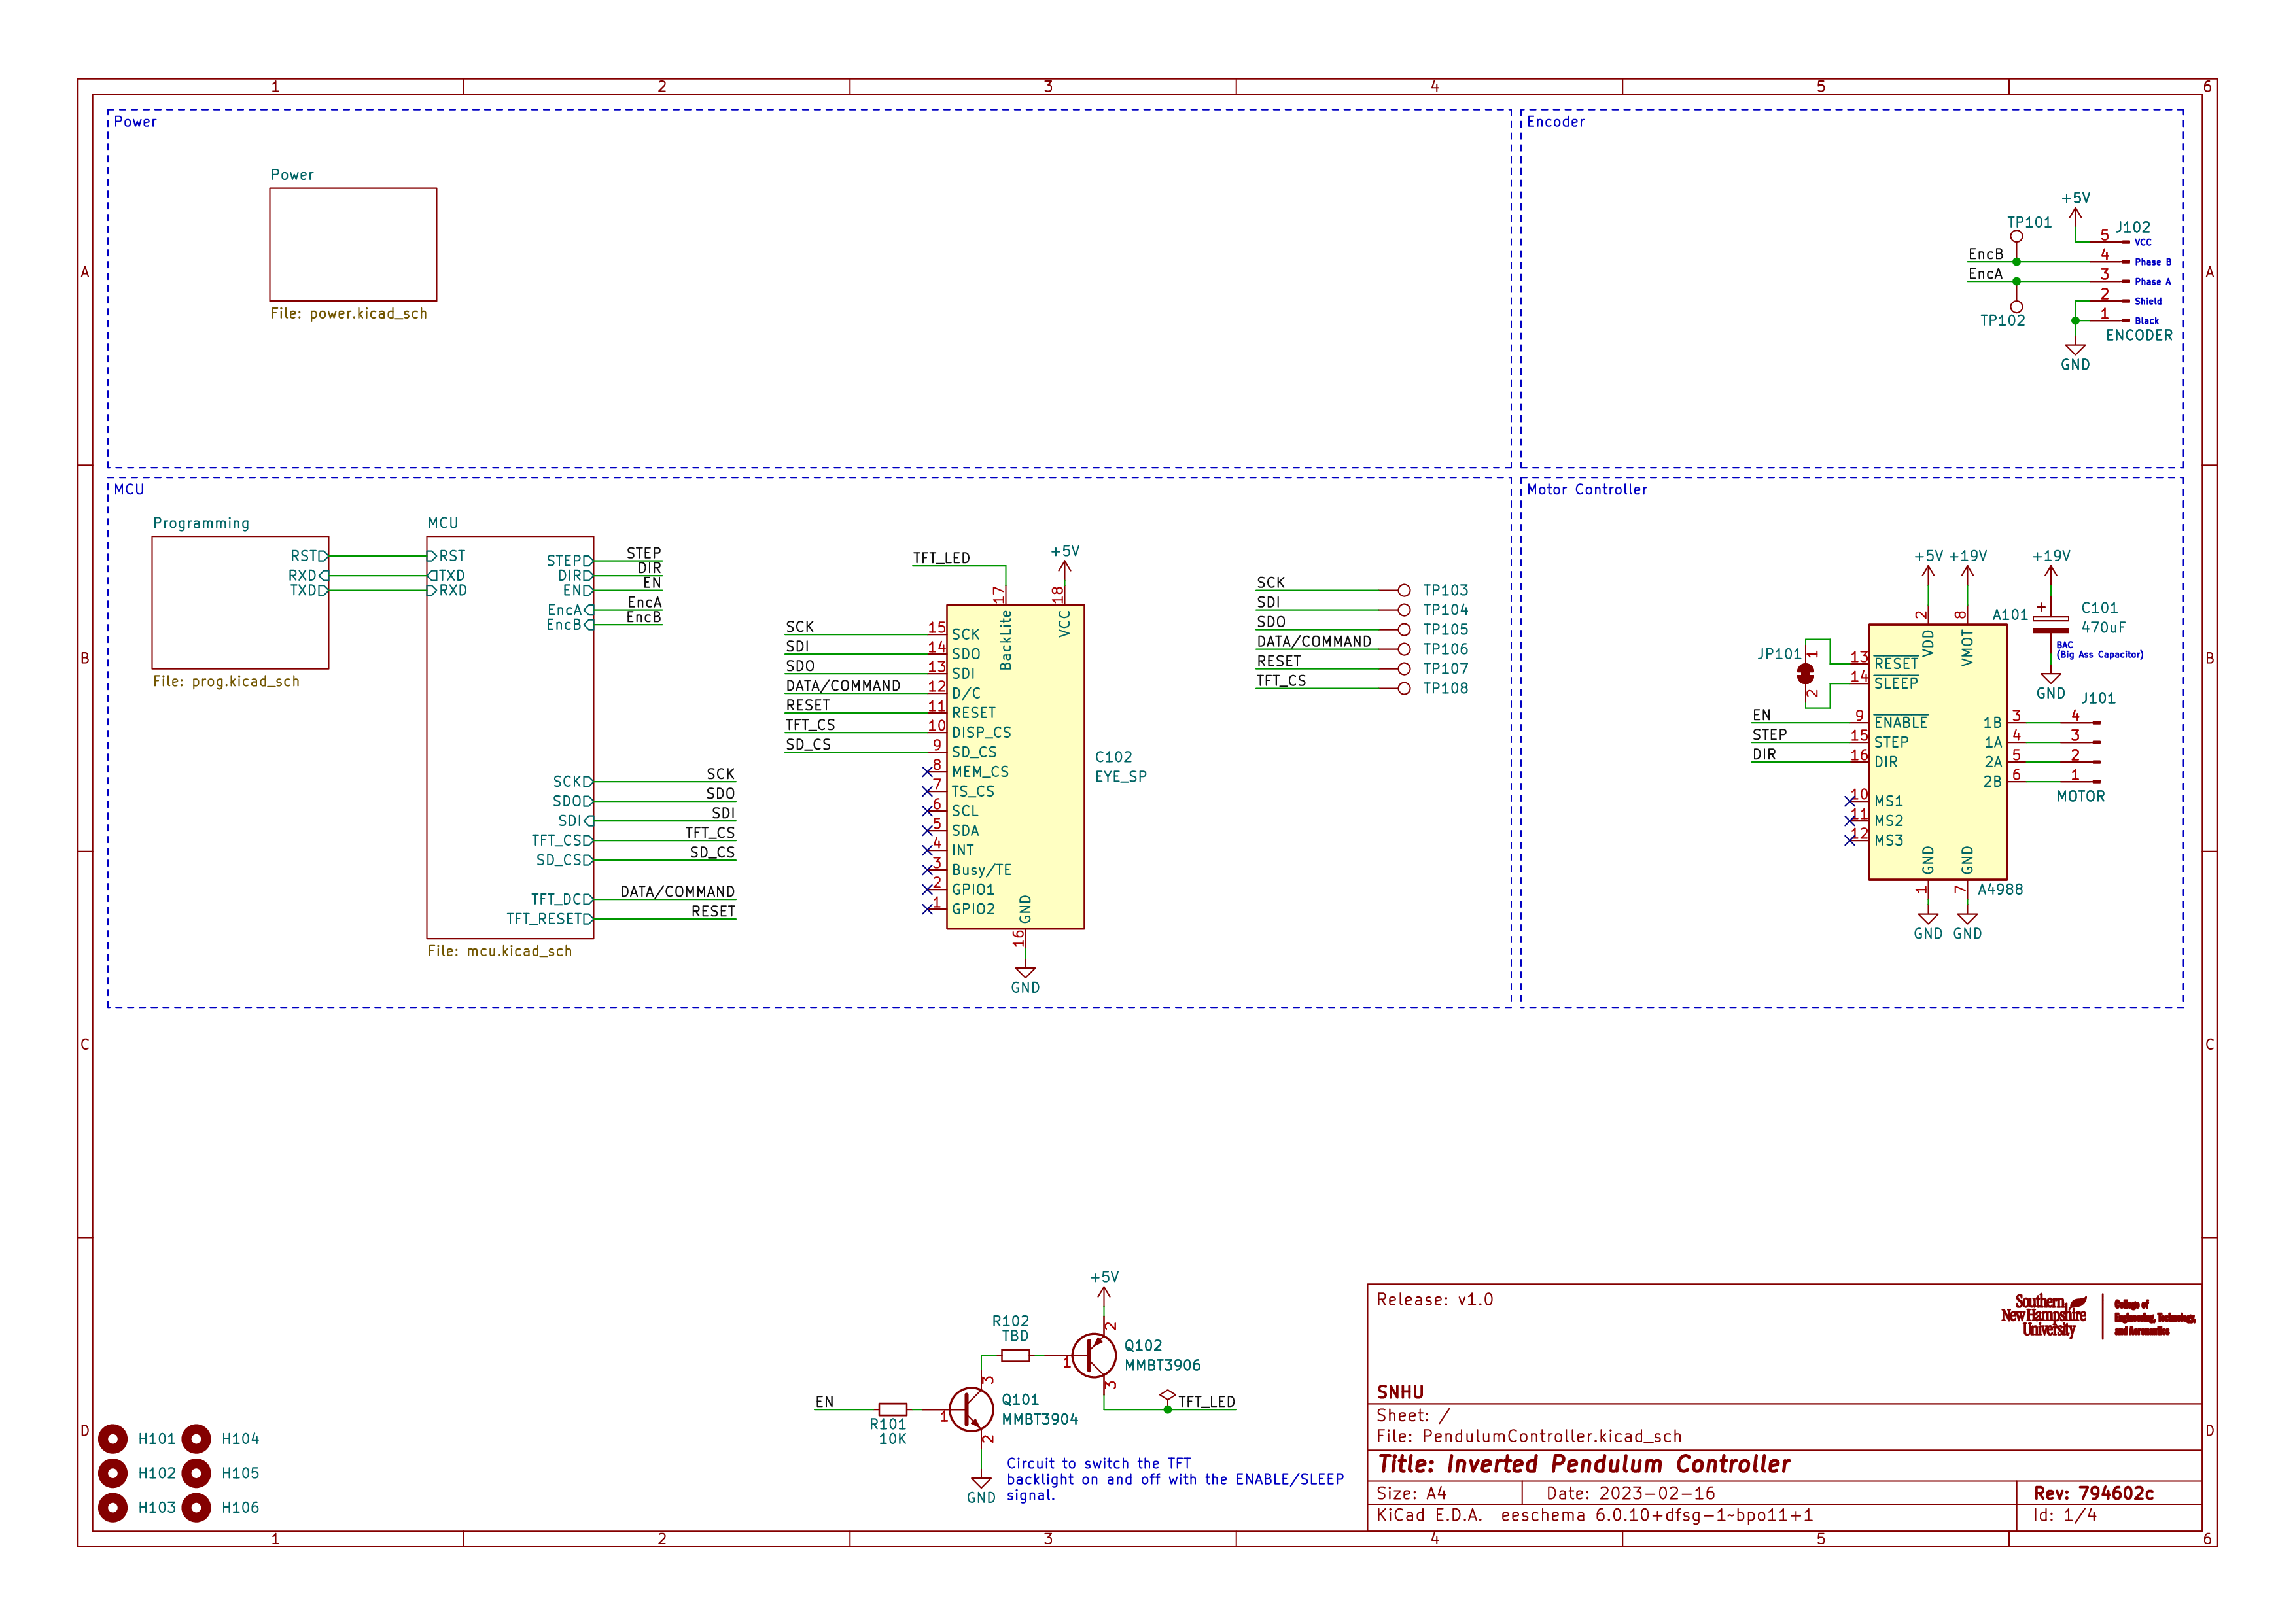 1 2 3 4 5 6
A
B
C
D
Power
Power
File: power.kicad_sch
Encoder
+5V
TP101
J102
EncB
EncA
5 VCC
4 Phase B
3 Phase A
2 Shield
1 Black
TP102
ENCODER
GND
MCU
Programming
RST
RXD
TXD
File: prog.kicad_sch
MCU
RST
TXD
RXD
STEP STEP
DIR DIR
EN EN
EncA EncA
EncB EncB
SCK SCK
SDO SDO
SDI SDI
TFT_CS TFT_CS
SD_CS SD_CS
TFT_DC DATA/COMMAND
TFT_RESET RESET
File: mcu.kicad_sch
TFT_LED
+5V
17 18
BackLite VCC
SCK 15 SCK
SDI 14 SDO
SDO 13 SDI
DATA/COMMAND 12 D/C
RESET 11 RESET
TFT_CS 10 DISP_CS
SD_CS 9 SD_CS
8 MEM_CS
7 TS_CS
6 SCL
5 SDA
4 INT
3 Busy/TE
2 GPIO1
1 GPIO2
C102
EYE_SP
GND
16
GND
SCK TP103
SDI TP104
SDO TP105
DATA/COMMAND TP106
RESET TP107
TFT_CS TP108
Motor Controller
+5V +19V +19V
2 8
VDD VMOT
A101
+
C101
470uF
BAC
(Big Ass Capacitor)
GND
JP101
1
2
13 RESET
14 SLEEP
EN 9 ENABLE
STEP 15 STEP
DIR 16 DIR
10 MS1
11 MS2
12 MS3
J101
1B 3 4
1A 4 3
2A 5 2
2B 6 1
MOTOR
GND GND
1 7
A4988
GND GND
+5V
R102
TBD
2
1
3
Q102
MMBT3906
TFT_LED
EN
R101
10K
3
1
2
Q101
MMBT3904
GND
Circuit to switch the TFT
backlight on and off with the ENABLE/SLEEP
signal.
H101 H104
H102 H105
H103 H106
Release: v1.0
Southern
New Hampshire
University
College of
Engineering, Technology,
and Aeronautics
SNHU
Sheet: /
File: PendulumController.kicad_sch
Title: Inverted Pendulum Controller
Size: A4 Date: 2023-02-16 Rev: 794602c
KiCad E.D.A. eeschema 6.0.10+dfsg-1~bpo11+1 Id: 1/4
A
B
C
D
1 2 3 4 5 6